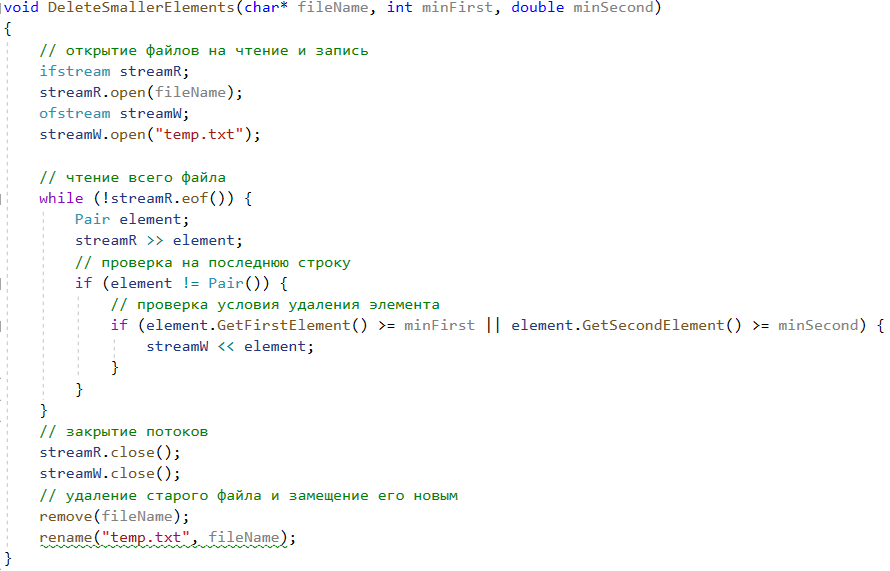 void DeleteSmallerElements(char* fileName, int minFirst, double minSecond)
{
    // открытие файлов на чтение и запись
    ifstream streamR;
    streamR.open(fileName);
    ofstream streamW;
    streamW.open("temp.txt");

    // чтение всего файла
    while (!streamR.eof()) {
        Pair element;
        streamR >> element;
        // проверка на последнюю строку
        if (element != Pair()) {
            // проверка условия удаления элемента
            if (element.GetFirstElement() >= minFirst || element.GetSecondElement() >= minSecond) {
                streamW << element;
            }
        }
    }
    // закрытие потоков
    streamR.close();
    streamW.close();
    // удаление старого файла и замещение его новым
    remove(fileName);
    rename("temp.txt", fileName);
}